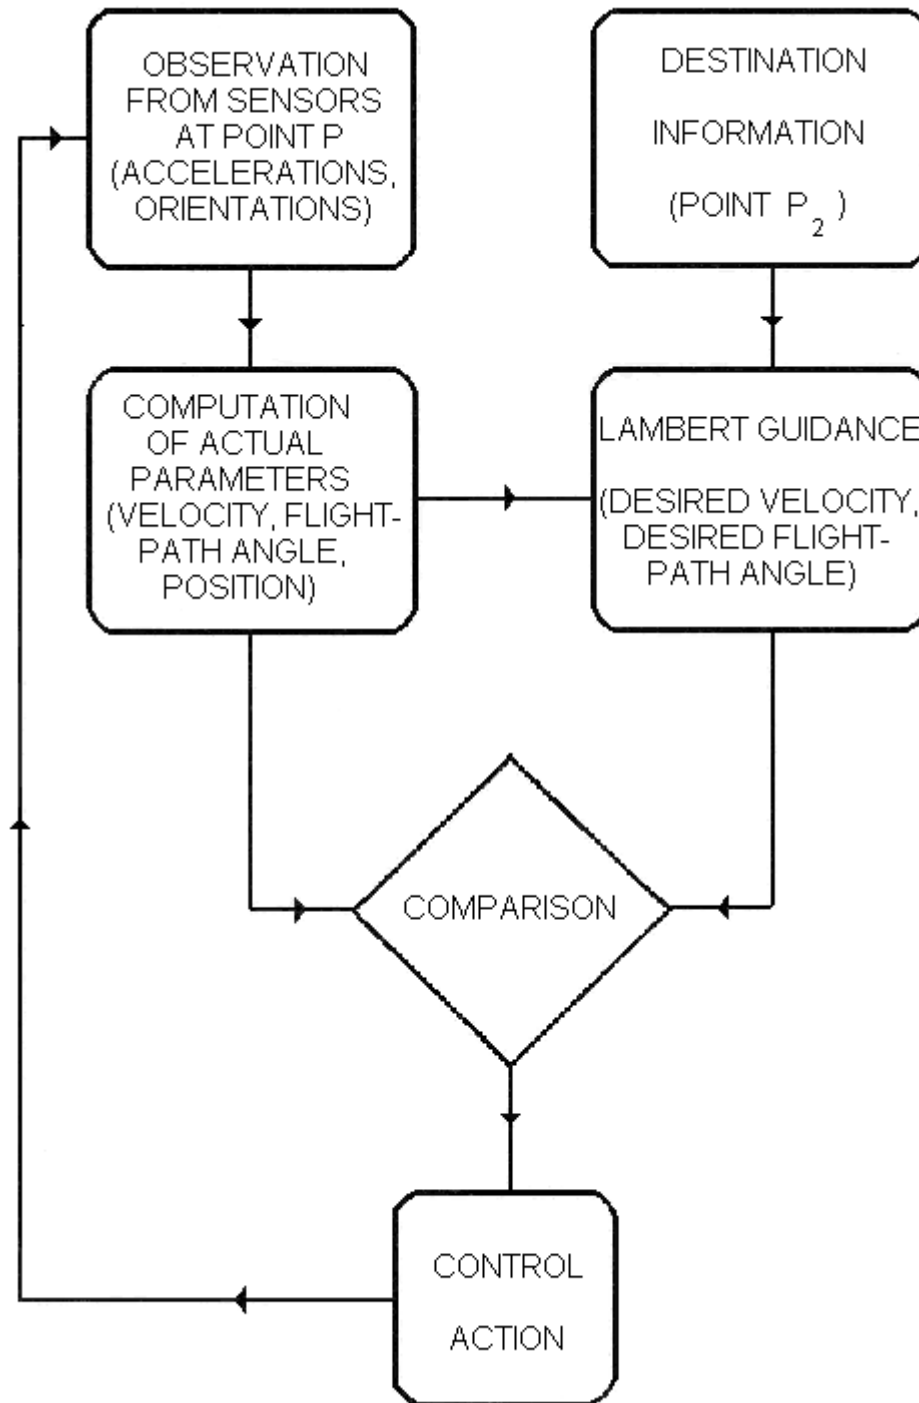 OBSERVATION
FROM SENSORS
AT POINT P
(ACCELERATIONS,
ORIENTATIONS)
DESTINATION
INFORMATION
(POINT P₂)
COMPUTATION
OF ACTUAL
PARAMETERS
(VELOCITY, FLIGHT-
PATH ANGLE,
POSITION)
LAMBERT GUIDANCE
(DESIRED VELOCITY,
DESIRED FLIGHT-
PATH ANGLE)
COMPARISON
CONTROL
ACTION